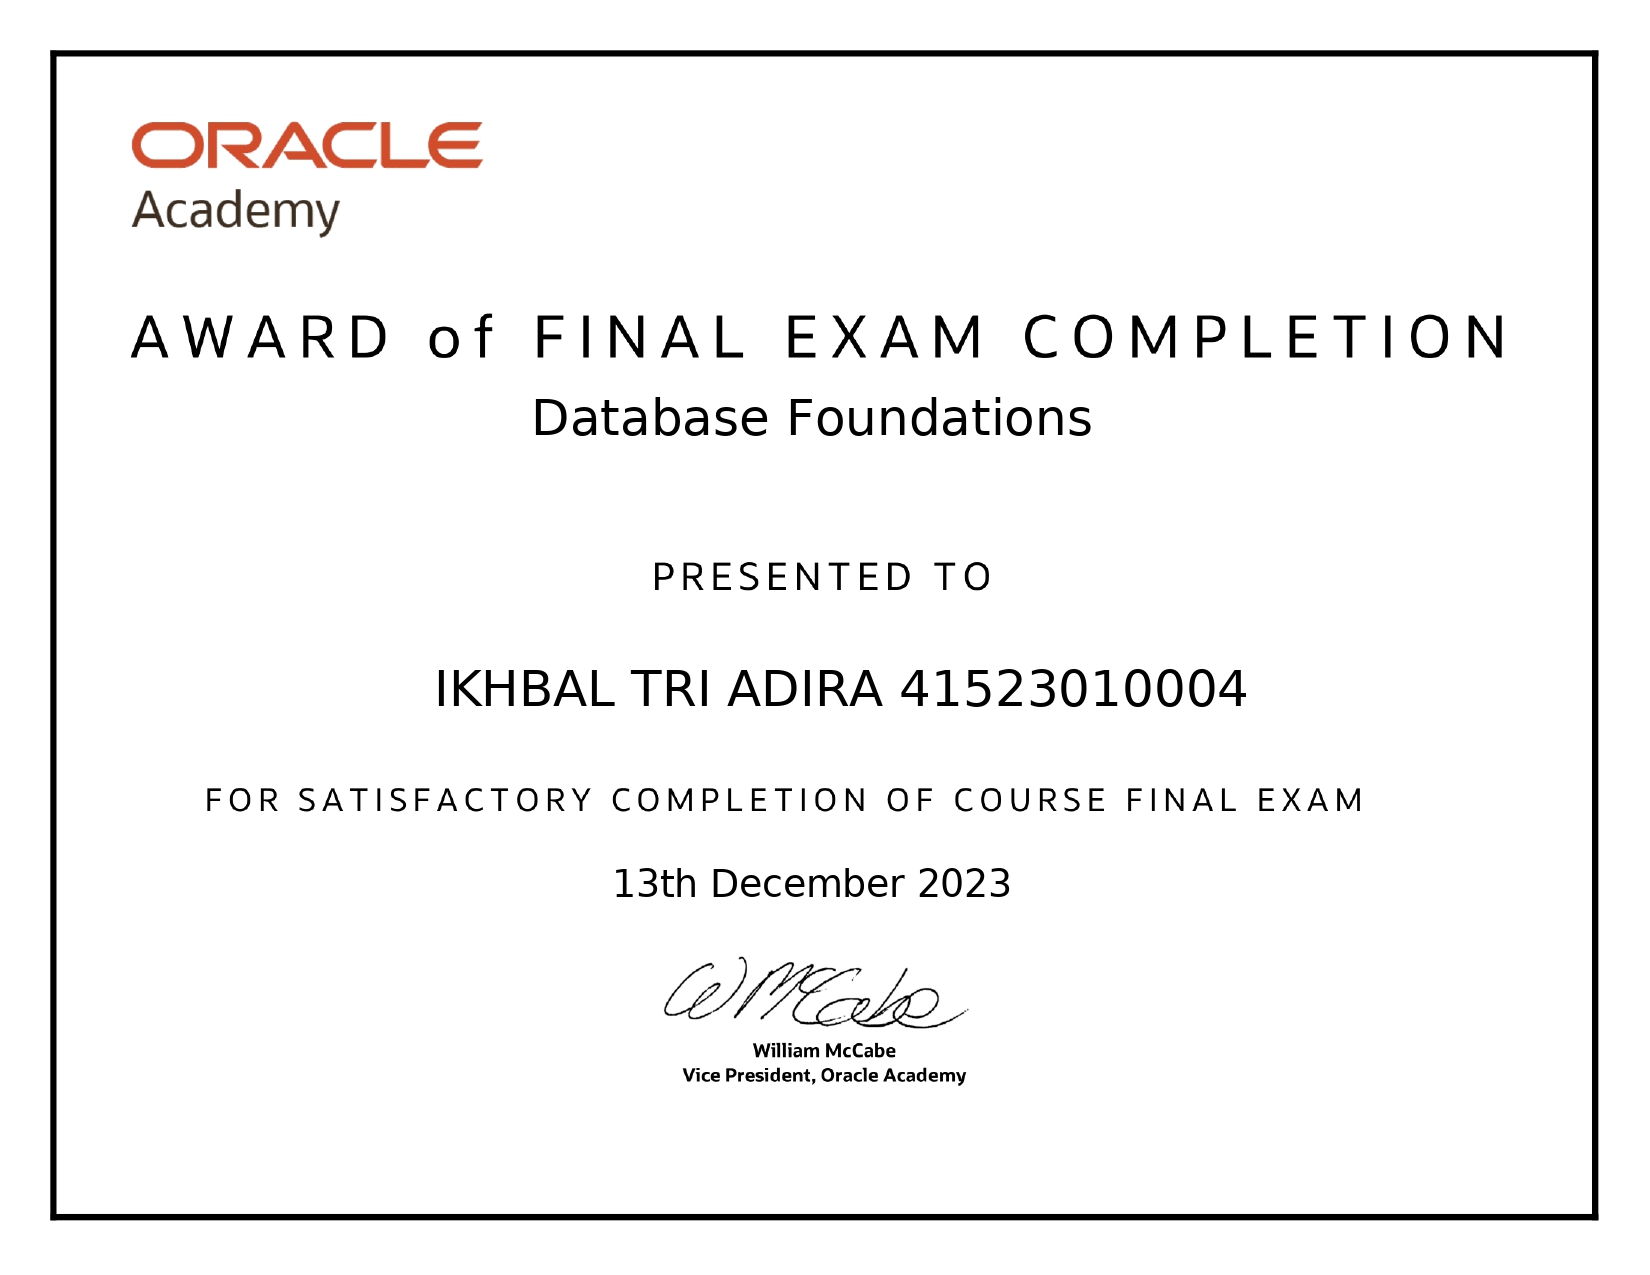 ORACLE
Academy
AWARD of FINAL EXAM COMPLETION
Database Foundations
PRESENTED TO
IKHBAL TRI ADIRA 41523010004
FOR SATISFACTORY COMPLETION OF COURSE FINAL EXAM
13th December 2023
W McCabe
William McCabe
Vice President, Oracle Academy